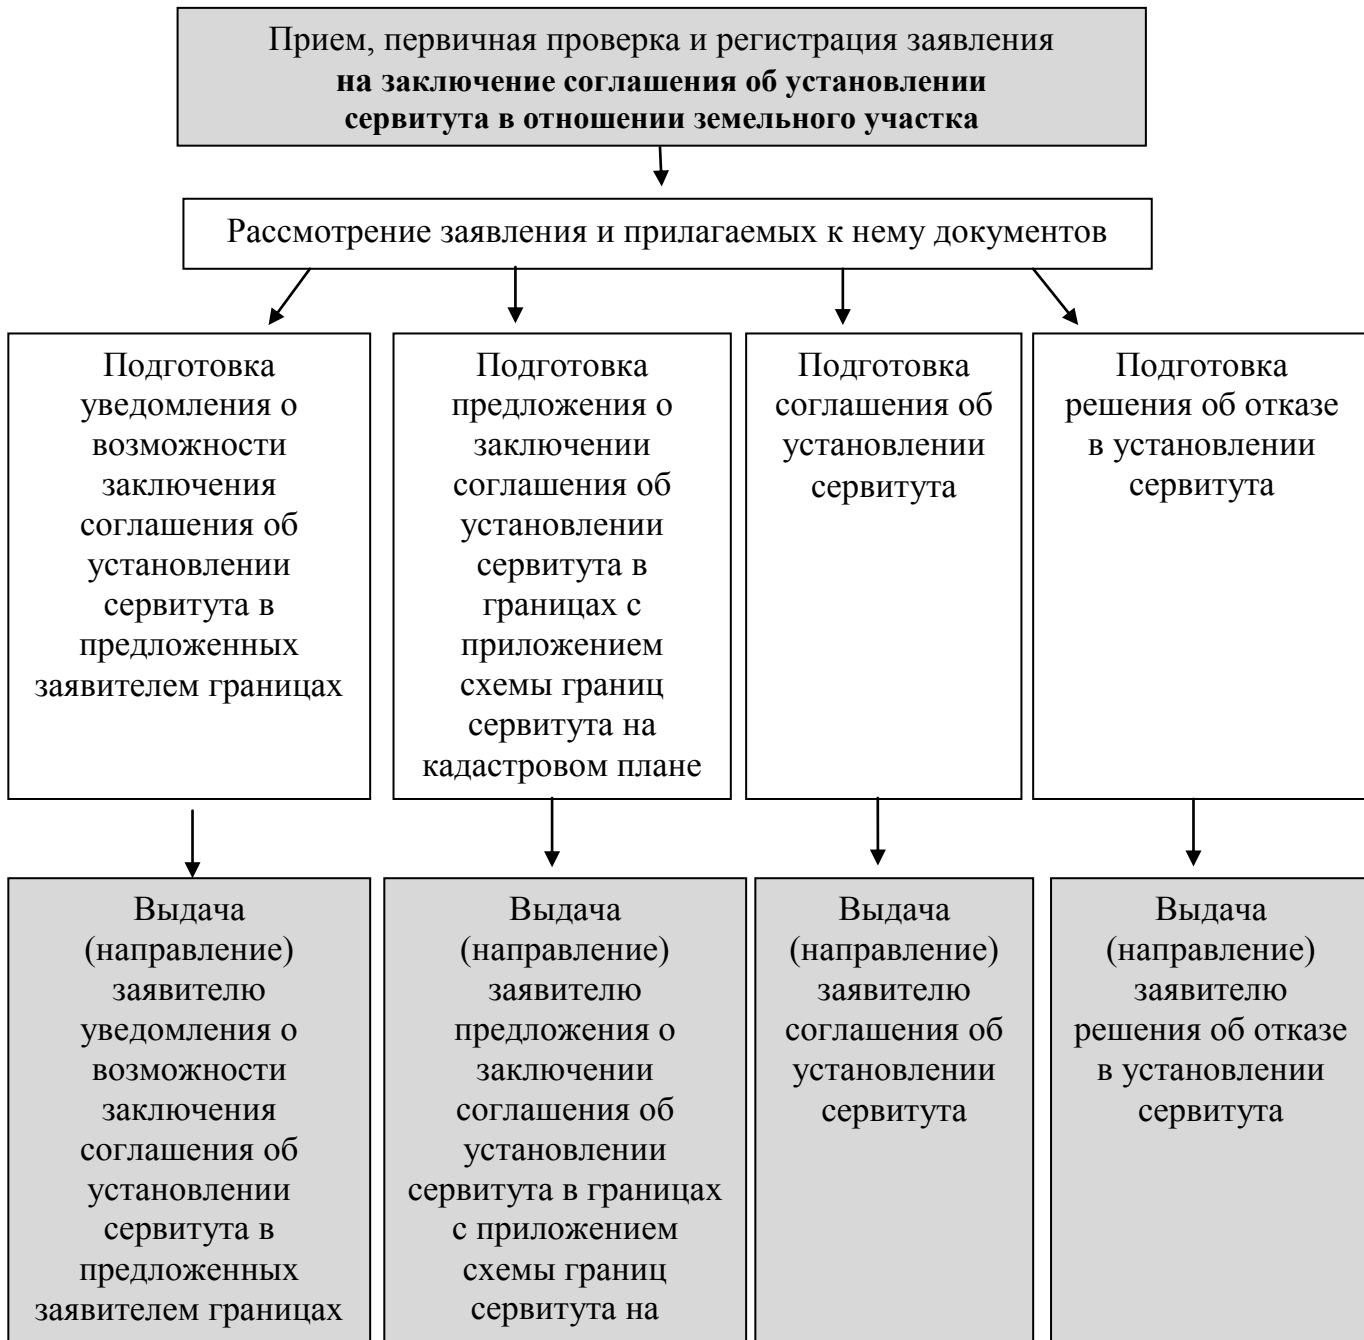 Прием, первичная проверка и регистрация заявления
на заключение соглашения об установлении
сервитута в отношении земельного участка
Рассмотрение заявления и прилагаемых к нему документов
Подготовка
уведомления о
возможности
заключения
соглашения об
установлении
сервитута в
предложенных
заявителем границах
Подготовка
предложения о
заключении
соглашения об
установлении
сервитута в
границах с
приложением
схемы границ
сервитута на
кадастровом плане
Подготовка
соглашения об
установлении
сервитута
Подготовка
решения об отказе
в установлении
сервитута
Выдача
(направление)
заявителю
уведомления о
возможности
заключения
соглашения об
установлении
сервитута в
предложенных
заявителем границах
Выдача
(направление)
заявителю
предложения о
заключении
соглашения об
установлении
сервитута в границах
с приложением
схемы границ
сервитута на
Выдача
(направление)
заявителю
соглашения об
установлении
сервитута
Выдача
(направление)
заявителю
решения об отказе
в установлении
сервитута